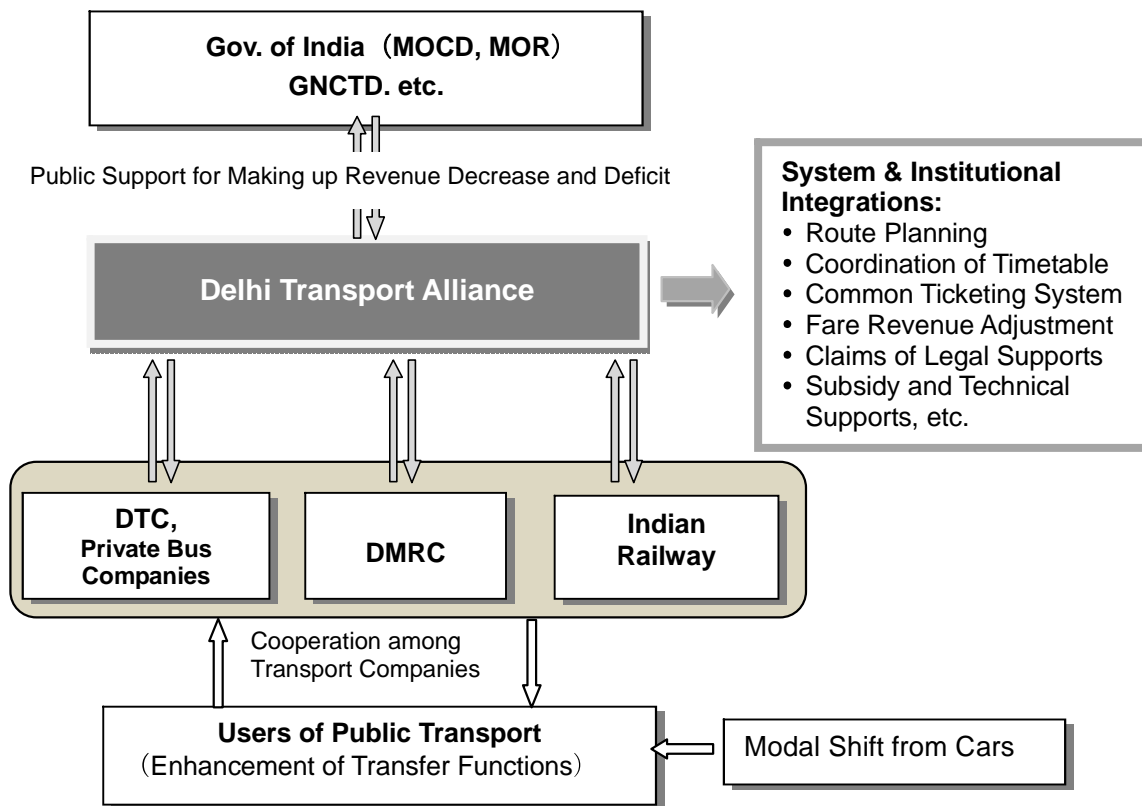 Gov. of India（MOCD, MOR）
GNCTD. etc.
Public Support for Making up Revenue Decrease and Deficit
Delhi Transport Alliance
System & Institutional
Integrations:
• Route Planning
• Coordination of Timetable
• Common Ticketing System
• Fare Revenue Adjustment
• Claims of Legal Supports
• Subsidy and Technical
Supports, etc.
DTC,
Private Bus
Companies
DMRC
Indian
Railway
Cooperation among
Transport Companies
Users of Public Transport
（Enhancement of Transfer Functions）
Modal Shift from Cars